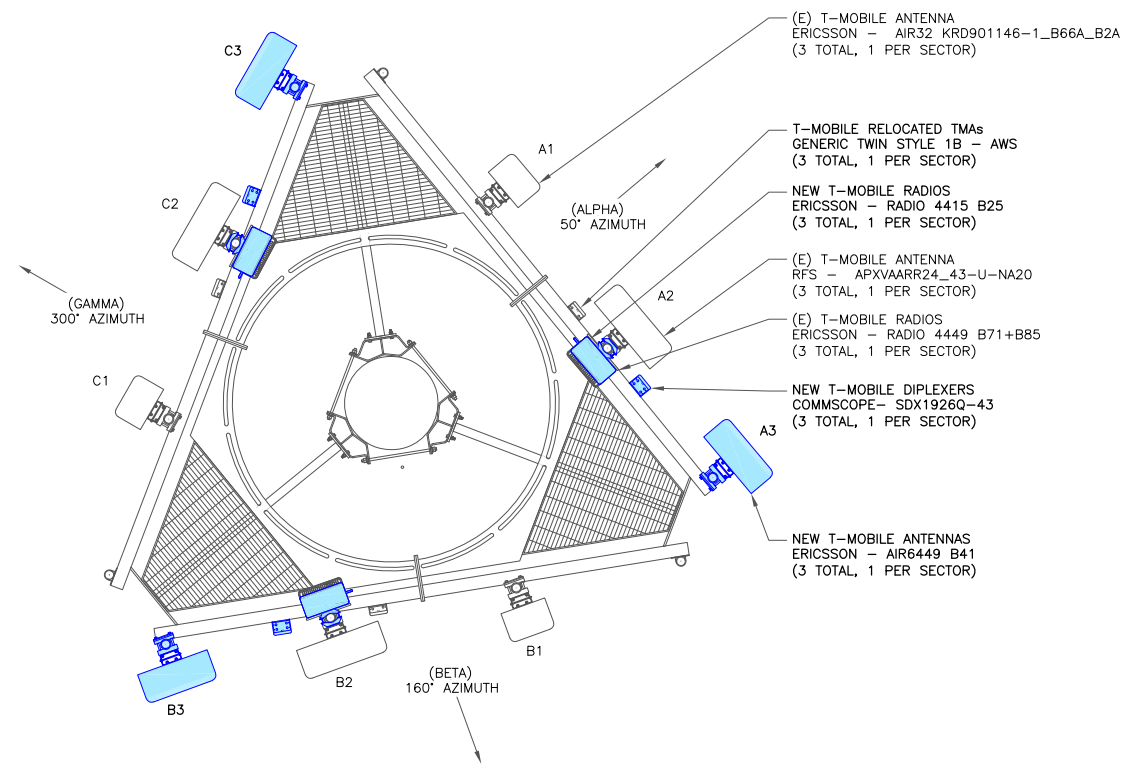 C3
(E) T-MOBILE ANTENNA
ERICSSON - AIR32 KRD901146-1_B66A_B2A
(3 TOTAL, 1 PER SECTOR)
A1
T-MOBILE RELOCATED TMAs
GENERIC TWIN STYLE 1B - AWS
(3 TOTAL, 1 PER SECTOR)
C2
(ALPHA)
50° AZIMUTH
NEW T-MOBILE RADIOS
ERICSSON - RADIO 4415 B25
(3 TOTAL, 1 PER SECTOR)
(E) T-MOBILE ANTENNA
RFS - APXVAARR24_43-U-NA20
(3 TOTAL, 1 PER SECTOR)
A2
(GAMMA)
300° AZIMUTH
(E) T-MOBILE RADIOS
ERICSSON - RADIO 4449 B71+B85
(3 TOTAL, 1 PER SECTOR)
C1
NEW T-MOBILE DIPLEXERS
COMMSCOPE- SDX1926Q-43
(3 TOTAL, 1 PER SECTOR)
A3
NEW T-MOBILE ANTENNAS
ERICSSON - AIR6449 B41
(3 TOTAL, 1 PER SECTOR)
B1
B2
(BETA)
160° AZIMUTH
B3